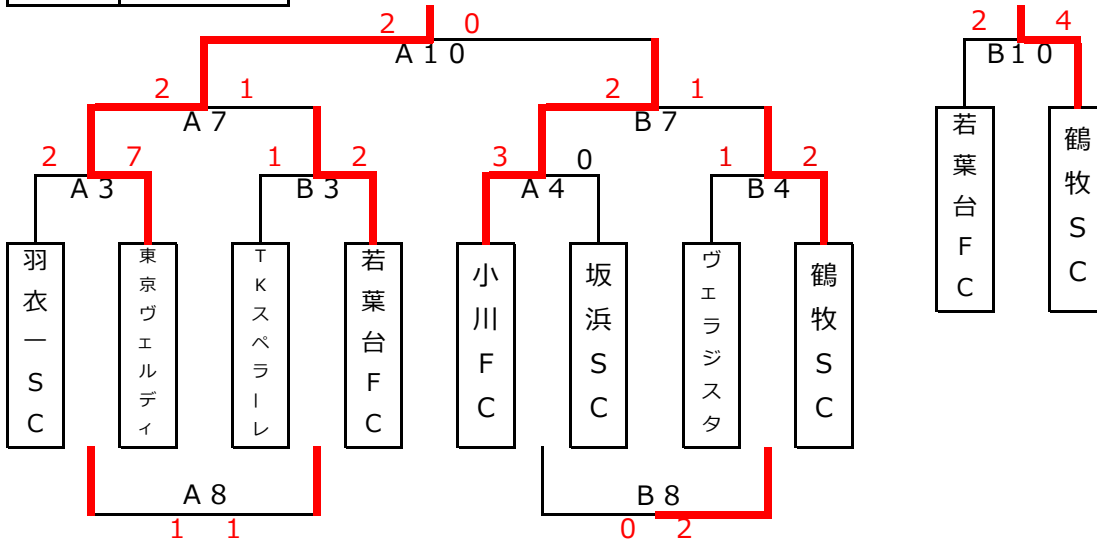 2 0
A10
2 4
B10
2 1
A7
2 1
B7
2 7
A3
1 2
B3
3 0
A4
1 2
B4
羽衣一SC
東京ヴェルディ
TKスペラーレ
若葉台FC
小川FC
坂浜SC
ヴェラジスタ
鶴牧SC
若葉台FC
鶴牧SC
A8
1 1
B8
0 2